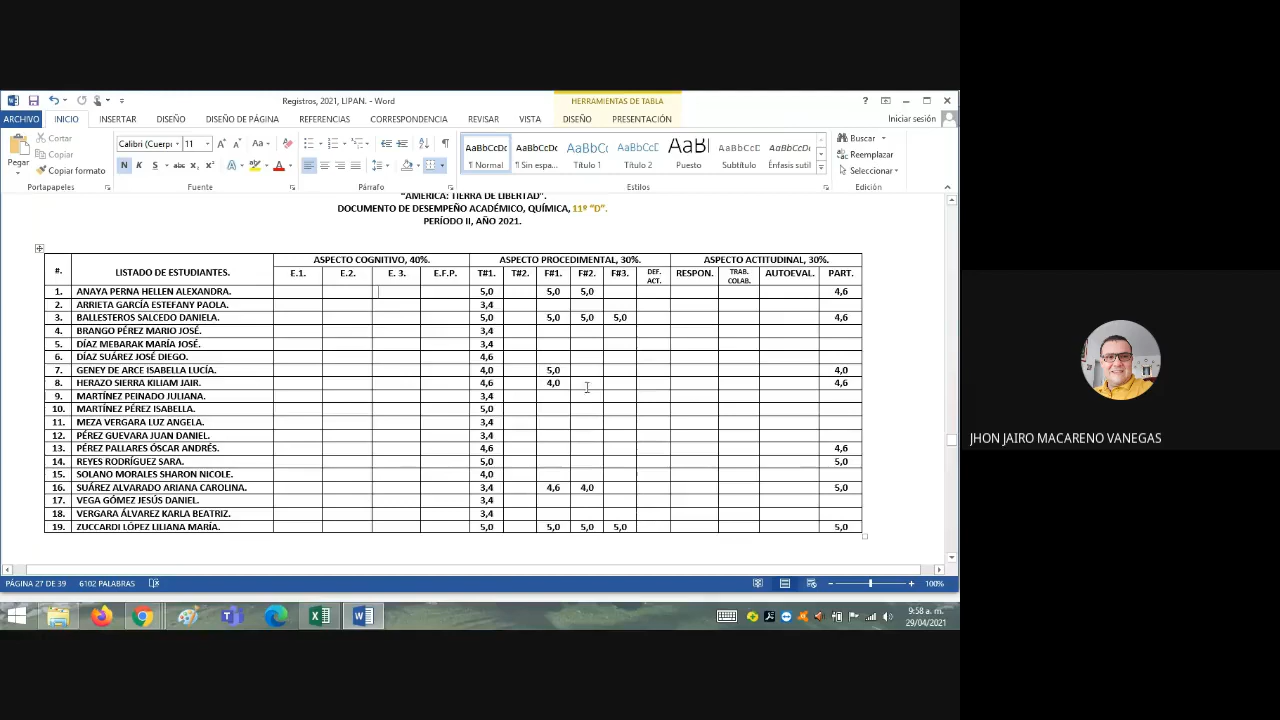 Registros, 2021, LIPAN. - Word
HERRAMIENTAS DE TABLA
ARCHIVO INICIO INSERTAR DISEÑO DISEÑO DE PÁGINA REFERENCIAS CORRESPONDENCIA REVISAR VISTA DISEÑO PRESENTACIÓN Iniciar sesión
Pegar
Cortar
Copiar
Copiar formato
Portapapeles
Calibri (Cuerp 11
Fuente
Párrafo
AaBbCcDc AaBbCcDc AaBbCc AaBbCcC AaBl AaBbCcC AaBbCcDc
¶ Normal ¶ Sin espa... Título 1 Título 2 Puesto Subtítulo Énfasis sutil
Estilos
Buscar
Reemplazar
Seleccionar
Edición
"AMÉRICA: TIERRA DE LIBERTAD".
DOCUMENTO DE DESEMPEÑO ACADÉMICO, QUÍMICA, 11º "D".
PERÍODO II, AÑO 2021.
#. LISTADO DE ESTUDIANTES. ASPECTO COGNITIVO, 40%. ASPECTO PROCEDIMENTAL, 30%. ASPECTO ACTITUDINAL, 30%.
E.1. E.2. E. 3. E.F.P. T#1. T#2. F#1. F#2. F#3. DEF. ACT. RESPON. TRAB. COLAB. AUTOEVAL. PART.
1. ANAYA PERNA HELLEN ALEXANDRA. 5,0 5,0 5,0 4,6
2. ARRIETA GARCÍA ESTEFANY PAOLA. 3,4
3. BALLESTEROS SALCEDO DANIELA. 5,0 5,0 5,0 5,0 4,6
4. BRANGO PÉREZ MARIO JOSÉ. 3,4
5. DÍAZ MEBARAK MARÍA JOSÉ. 3,4
6. DÍAZ SUÁREZ JOSÉ DIEGO. 4,6
7. GENEY DE ARCE ISABELLA LUCÍA. 4,0 5,0 4,0
8. HERAZO SIERRA KILIAM JAIR. 4,6 4,0 4,6
9. MARTÍNEZ PEINADO JULIANA. 3,4
10. MARTÍNEZ PÉREZ ISABELLA. 5,0
11. MEZA VERGARA LUZ ANGELA. 3,4
12. PÉREZ GUEVARA JUAN DANIEL. 3,4
13. PÉREZ PALLARES ÓSCAR ANDRÉS. 4,6 4,6
14. REYES RODRÍGUEZ SARA. 5,0 5,0
15. SOLANO MORALES SHARON NICOLE. 4,0
16. SUÁREZ ALVARADO ARIANA CAROLINA. 3,4 4,6 4,0 5,0
17. VEGA GÓMEZ JESÚS DANIEL. 3,4
18. VERGARA ÁLVAREZ KARLA BEATRIZ. 3,4
19. ZUCCARDI LÓPEZ LILIANA MARÍA. 5,0 5,0 5,0 5,0 5,0
PÁGINA 27 DE 39 6102 PALABRAS 100%
9:58 a. m.
29/04/2021
JHON JAIRO MACARENO VANEGAS